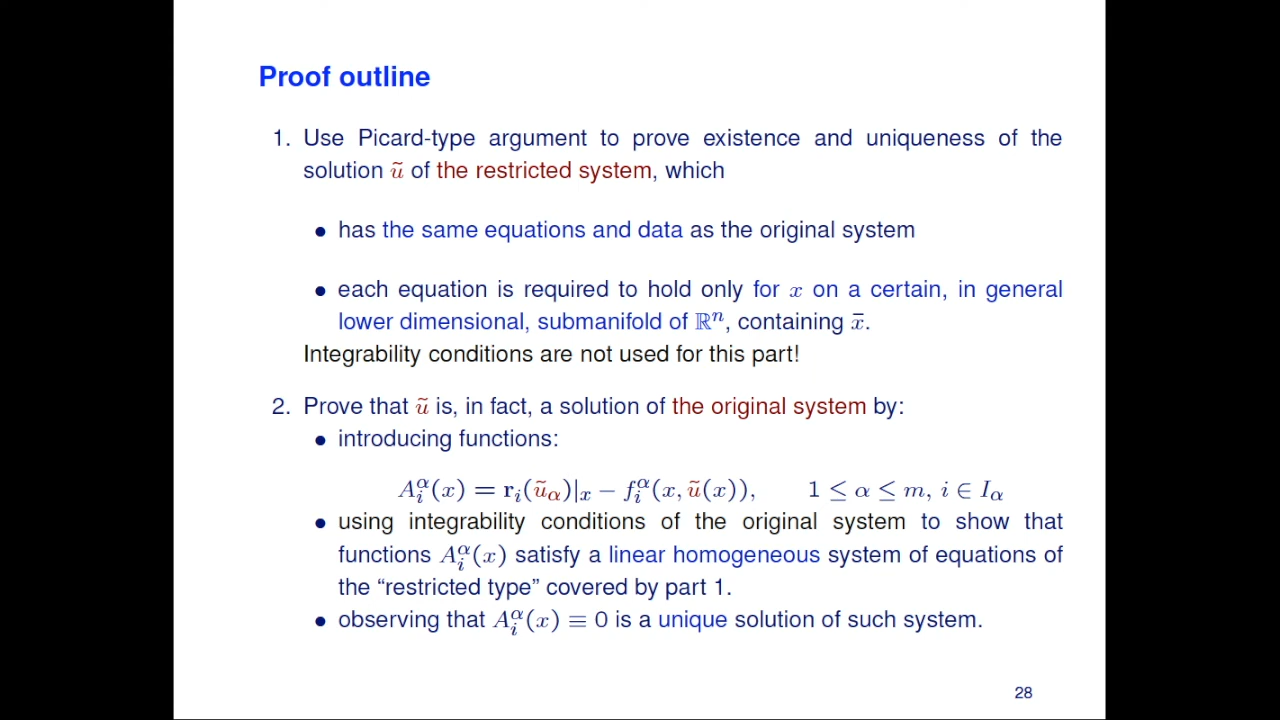 Proof outline
1. Use Picard-type argument to prove existence and uniqueness of the
solution ũ of the restricted system, which
• has the same equations and data as the original system
• each equation is required to hold only for x on a certain, in general
lower dimensional, submanifold of ℝⁿ, containing x̄.
Integrability conditions are not used for this part!
2. Prove that ũ is, in fact, a solution of the original system by:
• introducing functions:
A_i^α(x) = r_i(ũ_α)|_x − f_i^α(x, ũ(x)), 1 ≤ α ≤ m, i ∈ I_α
• using integrability conditions of the original system to show that
functions A_i^α(x) satisfy a linear homogeneous system of equations of
the “restricted type” covered by part 1.
• observing that A_i^α(x) ≡ 0 is a unique solution of such system.
28